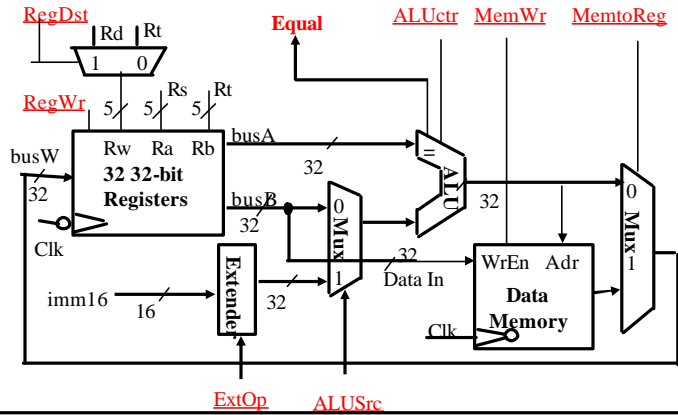 RegDst
Rd Rt
Equal
ALUctr
MemWr
MemtoReg
1 0
RegWr
5
5
Rs
5
Rt
busA
32
Rw Ra Rb
32 32-bit
Registers
busW
32
Clk
busB
32
0
Mux
1
=
ALU
32
0
Mux
1
32
Data In
WrEn Adr
Data
Memory
Clk
imm16
16
Extender
32
ExtOp
ALUSrc